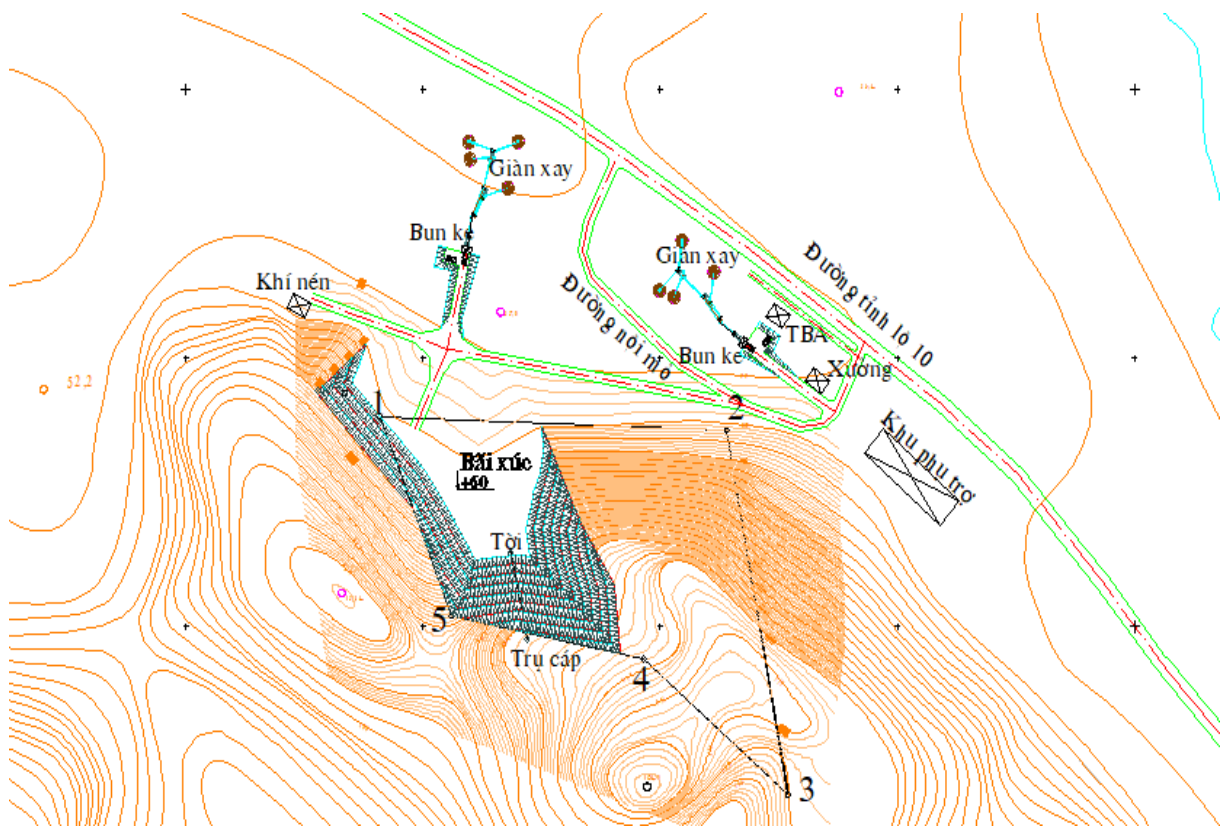 Giàn xay
Bun ke
Khí nén
Giàn xay
Đường tỉnh lộ 10
Đường nội mỏ
TBA
Bun ke
Xưởng
52,2
1
2
Khu phụ trợ
Bãi xúc
+60
Tời
5
Trụ cáp
4
3